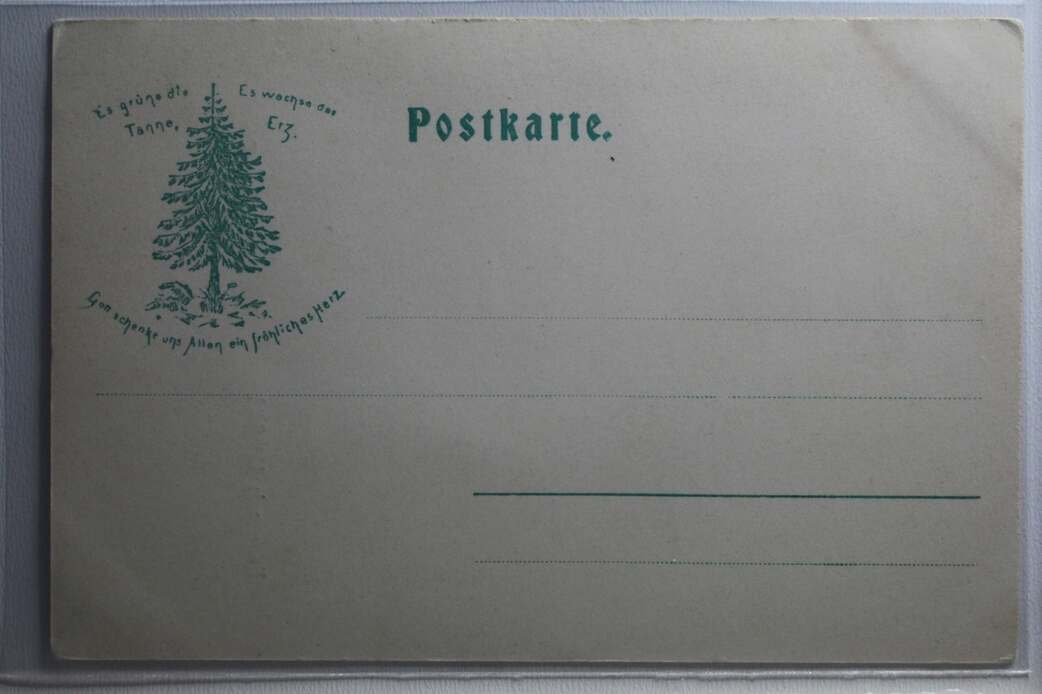 Es grüne die
Tanne,
Es wachse das
Erz.
Gott schenke uns Allen ein fröhliches Herz
Postkarte.